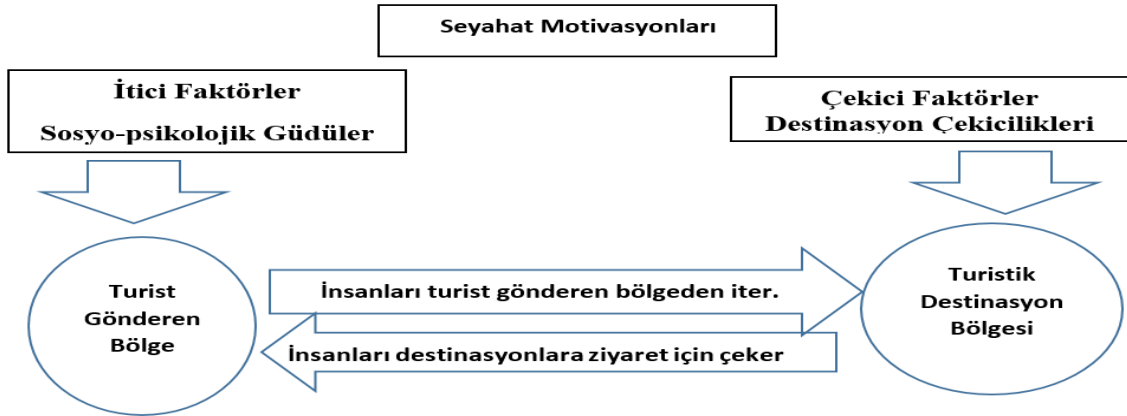 Seyahat Motivasyonları
İtici Faktörler
Sosyo-psikolojik Güdüler
Çekici Faktörler
Destinasyon Çekicilikleri
Turist
Gönderen
Bölge
İnsanları turist gönderen bölgeden iter.
İnsanları destinasyonlara ziyaret için çeker
Turistik
Destinasyon
Bölgesi